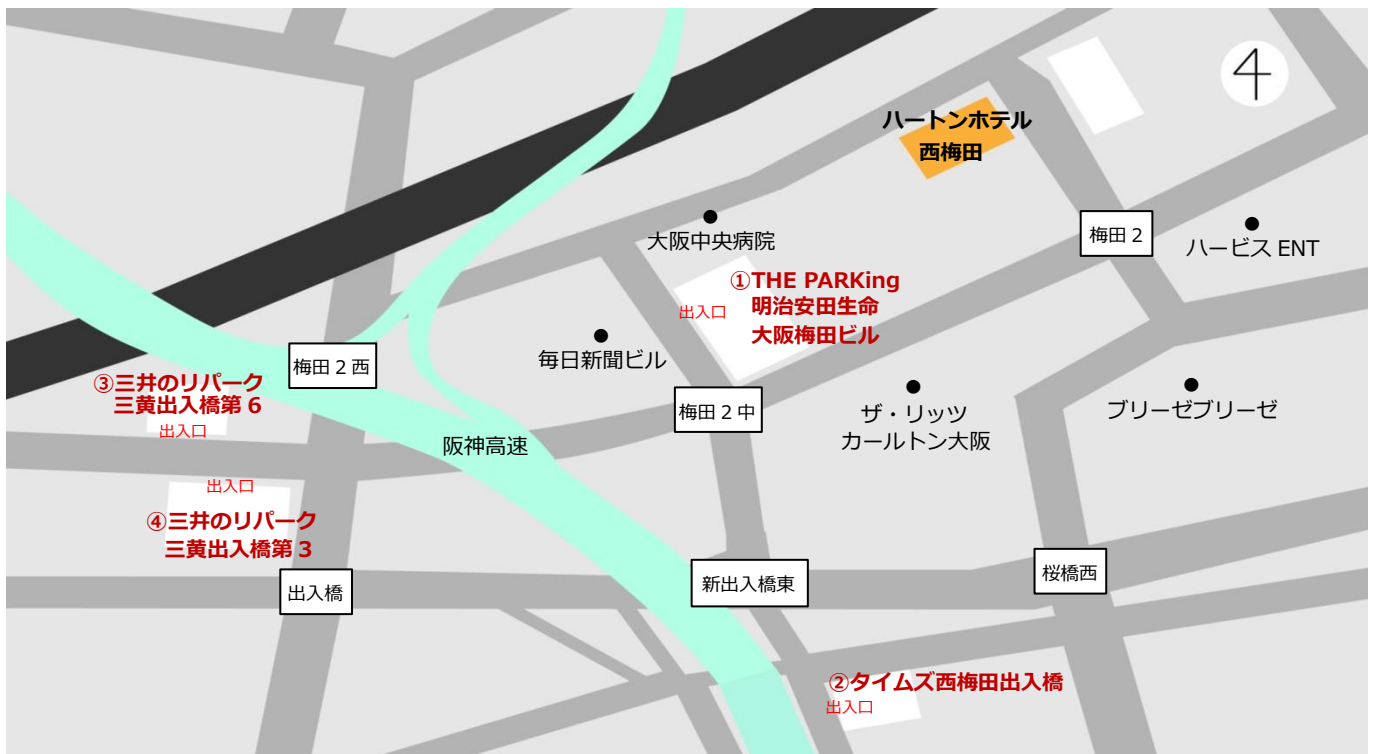 ハートンホテル
西梅田
大阪中央病院
梅田2
ハービス ENT
①THE PARKing
明治安田生命
大阪梅田ビル
出入口
毎日新聞ビル
梅田2西
③三井のリパーク
三黄出入橋第6
出入口
梅田2中
ザ・リッツ
カールトン大阪
ブリーゼブリーゼ
阪神高速
出入口
④三井のリパーク
三黄出入橋第3
出入橋
新出入橋東
桜橋西
②タイムズ西梅田出入橋
出入口